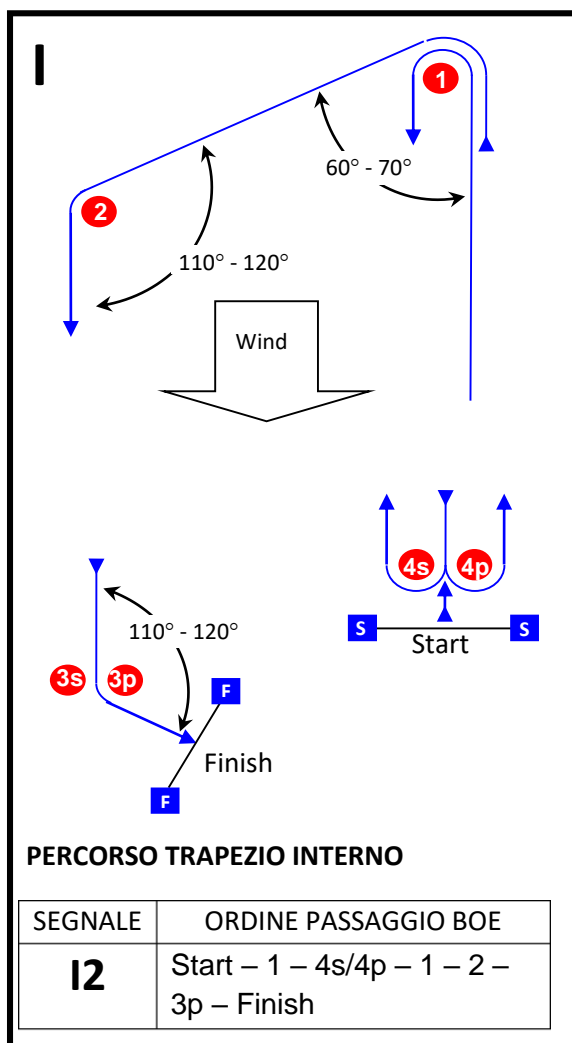 I
1
60° - 70°
2
110° - 120°
Wind
4s 4p
S S
Start
110° - 120°
3s 3p
F
Finish
F
PERCORSO TRAPEZIO INTERNO
SEGNALE ORDINE PASSAGGIO BOE
I2 Start – 1 – 4s/4p – 1 – 2 –
3p – Finish